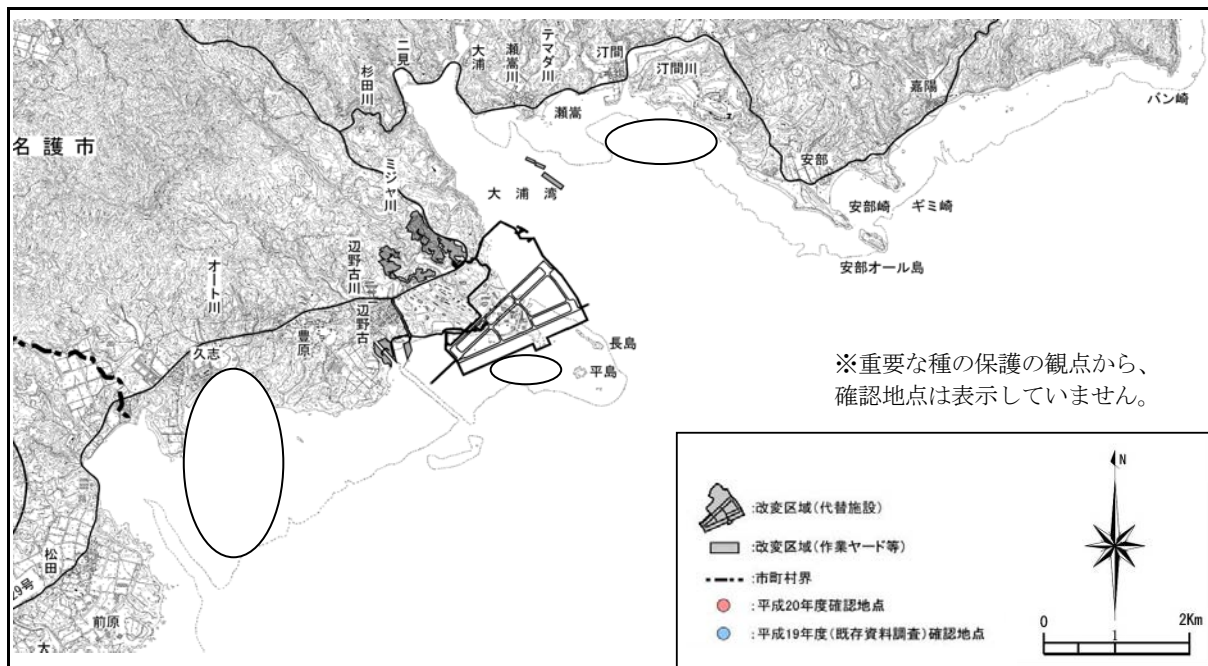 二見
大浦
瀬嵩川
テマダ川
汀間
杉田川
汀間川
嘉陽
バン崎
瀬嵩
名護市
安部
ミジャ川
大浦湾
安部崎
ギミ崎
安部オール島
辺野古川
オート川
辺野古
豊原
久志
長島
平島
※重要な種の保護の観点から、
確認地点は表示していません。
N
:改変区域(代替施設)
:改変区域(作業ヤード等)
:市町村界
:平成20年度確認地点
:平成19年度(既存資料調査)確認地点
0 1 2Km
松田
29号
前原
大